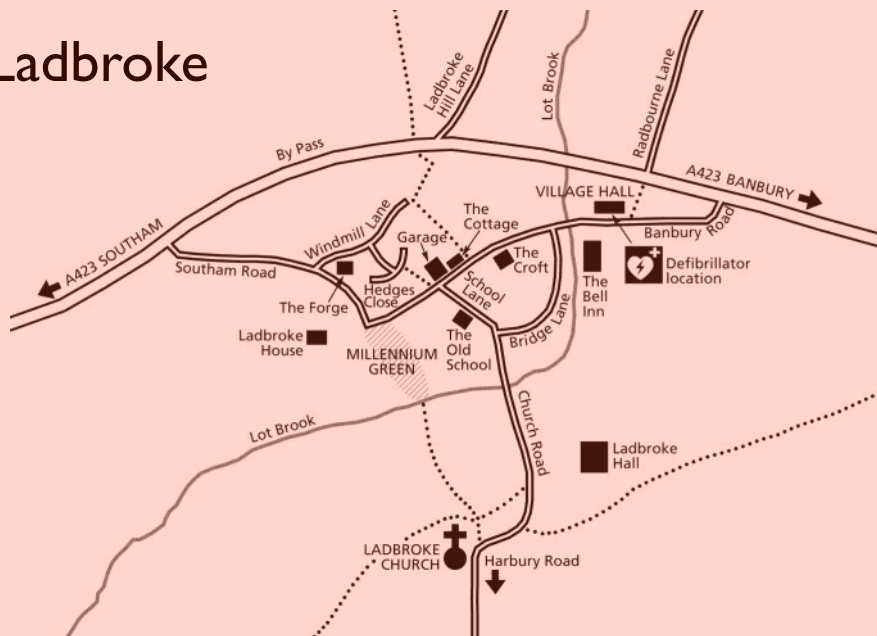 Ladbroke
Ladbroke
Hill Lane
Lot Brook
Radbourne Lane
By Pass
A423 BANBURY
VILLAGE HALL
A423 SOUTHAM
Windmill Lane
The
Cottage
Garage
Banbury Road
Southam Road
The
Croft
Defibrillator
location
School
Lane
Hedges
Close
The
Bell
Inn
The Forge
Bridge Lane
Ladbroke
House
The
Old
School
MILLENNIUM
GREEN
Church Road
Lot Brook
Ladbroke
Hall
LADBROKE
CHURCH
Harbury Road